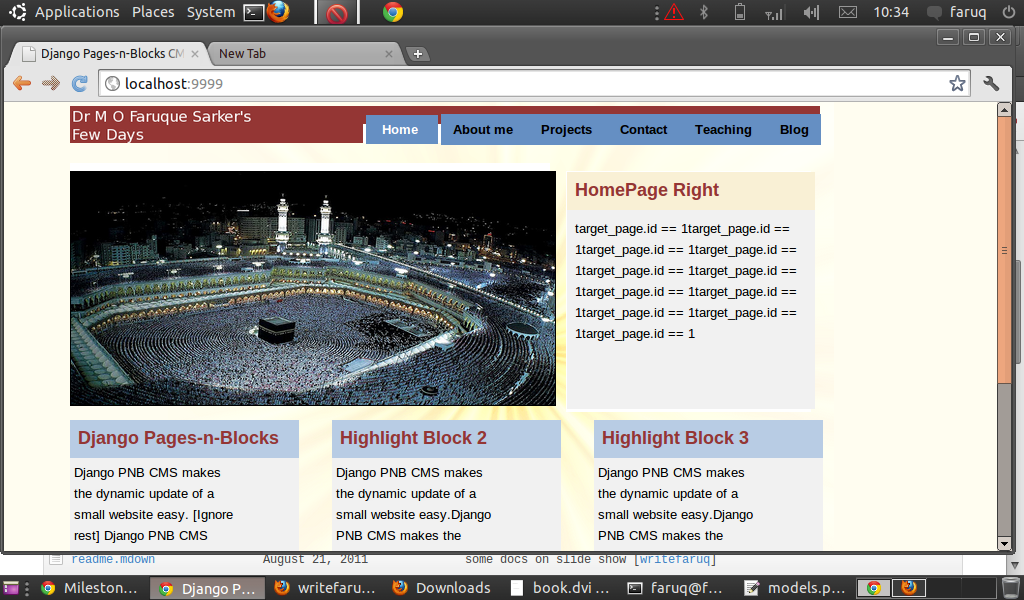 Applications Places System 10:34 faruq
Django Pages-n-Blocks CM New Tab
localhost:9999
Dr M O Faruque Sarker's
Few Days
Home About me Projects Contact Teaching Blog
HomePage Right
target_page.id == 1target_page.id ==
1target_page.id == 1target_page.id ==
1target_page.id == 1target_page.id ==
1target_page.id == 1target_page.id ==
1target_page.id == 1target_page.id ==
1target_page.id == 1
Django Pages-n-Blocks
Django PNB CMS makes
the dynamic update of a
small website easy. [Ignore
rest] Django PNB CMS
Highlight Block 2
Django PNB CMS makes
the dynamic update of a
small website easy.Django
PNB CMS makes the
Highlight Block 3
Django PNB CMS makes
the dynamic update of a
small website easy.Django
PNB CMS makes the
readme.mdown August 21, 2011 some docs on slide show [writefaruq]
Mileston... Django P... writefaru... Downloads book.dvi ... faruq@f... models.p...